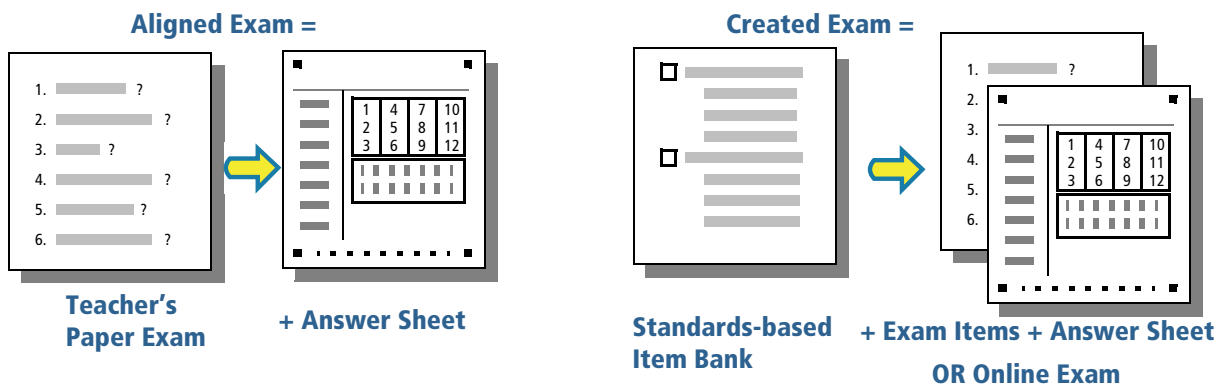 Aligned Exam =
1. ?
2. ?
3. ?
4. ?
5. ?
6. ?
1 4 7 10
2 5 8 11
3 6 9 12
Teacher's
Paper Exam
+ Answer Sheet
Created Exam =
1. ?
2.
3.
4.
5.
6.
1 4 7 10
2 5 8 11
3 6 9 12
Standards-based
Item Bank
+ Exam Items + Answer Sheet
OR Online Exam